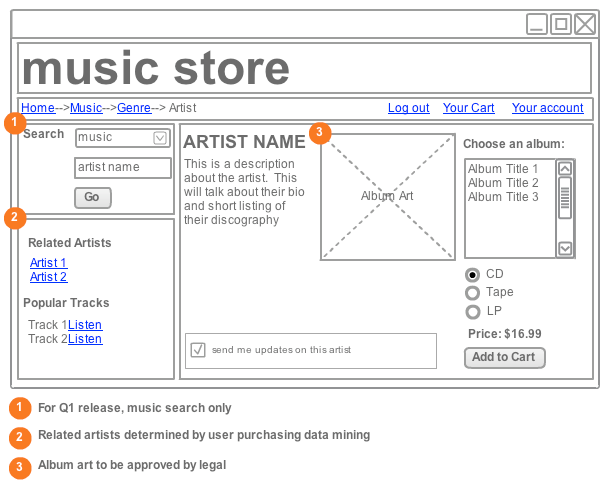 music store
Home-->Music-->Genre--> Artist
Log out
Your Cart
Your account
1
Search
music
artist name
Go
2
Related Artists
Artist 1
Artist 2
Popular Tracks
Track 1Listen
Track 2Listen
ARTIST NAME
This is a description
about the artist. This
will talk about their bio
and short listing of
their discography
3
Album Art
Choose an album:
Album Title 1
Album Title 2
Album Title 3
CD
Tape
LP
Price: $16.99
Add to Cart
send me updates on this artist
1 For Q1 release, music search only
2 Related artists determined by user purchasing data mining
3 Album art to be approved by legal